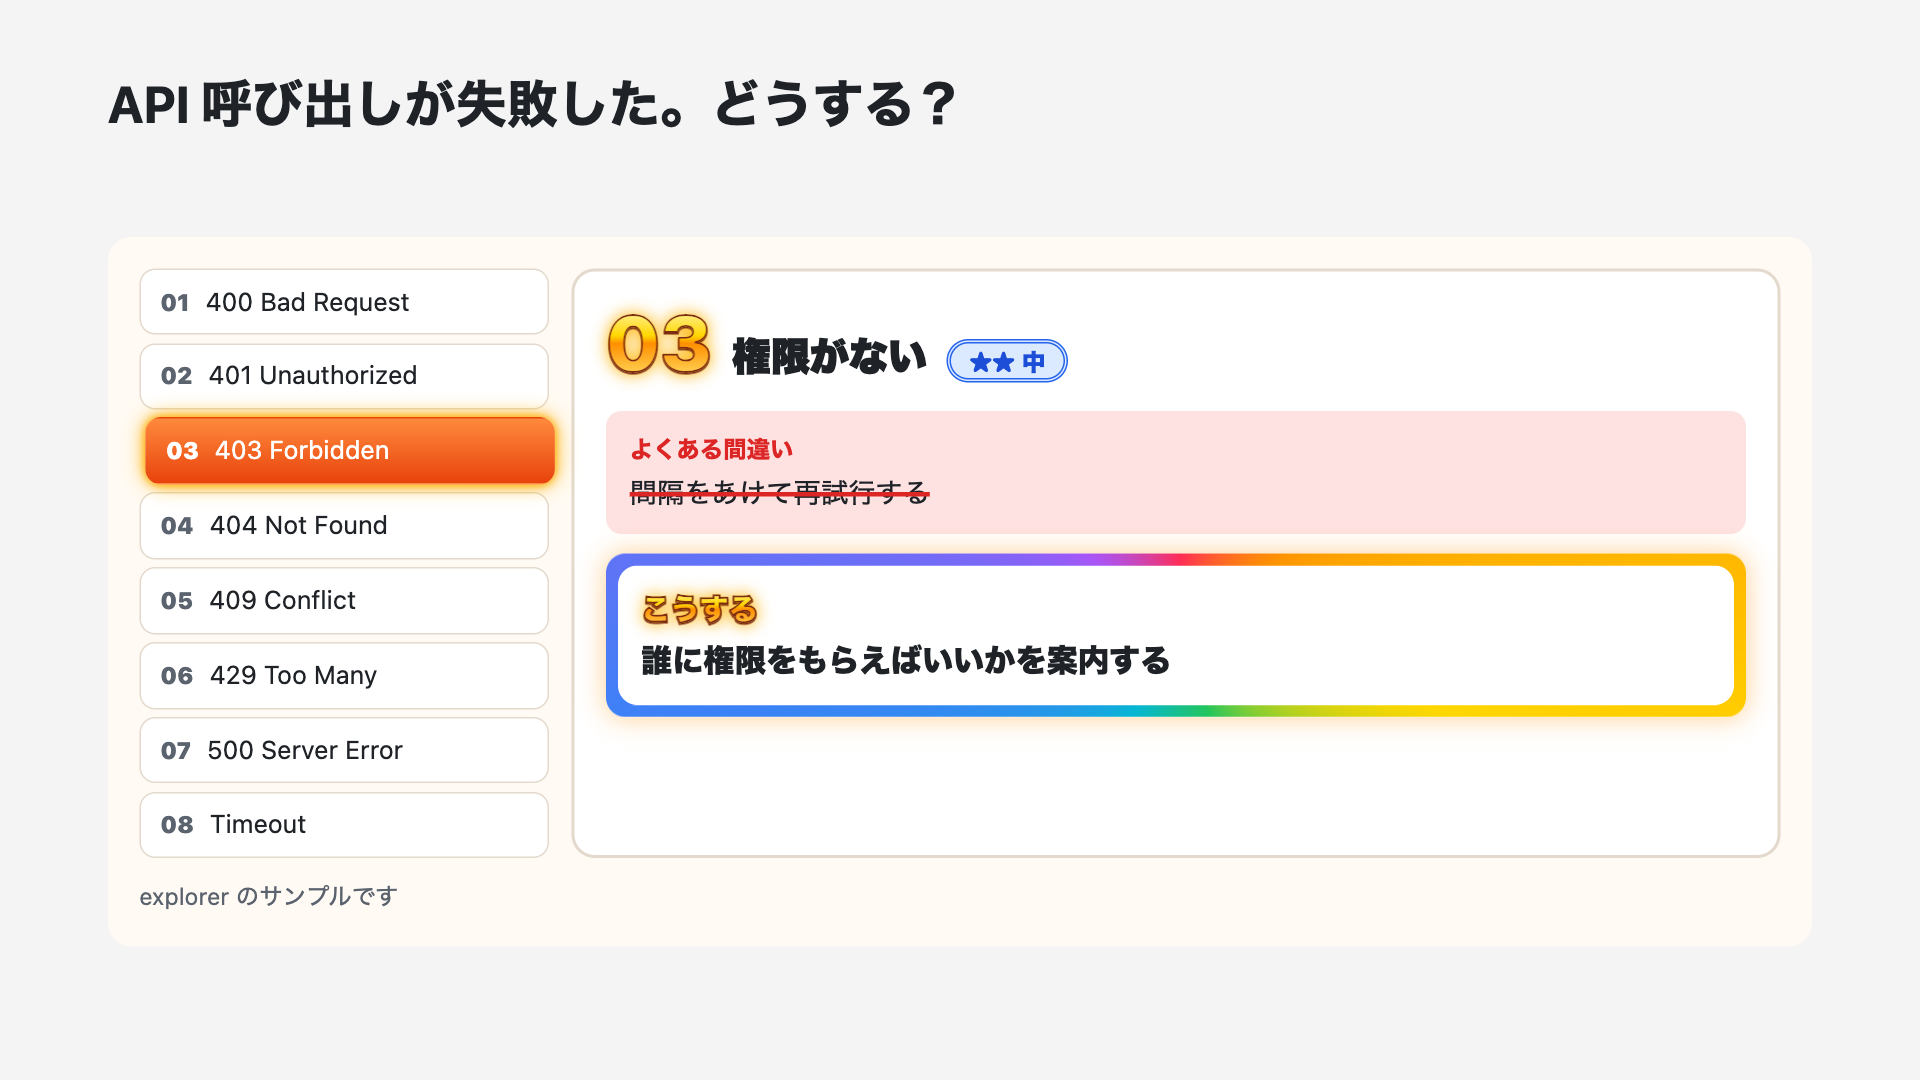 API 呼び出しが失敗した。どうする？
01 400 Bad Request
02 401 Unauthorized
03 403 Forbidden
04 404 Not Found
05 409 Conflict
06 429 Too Many
07 500 Server Error
08 Timeout
03 権限がない ★★ 中
よくある間違い
間隔をあけて再試行する
こうする
誰に権限をもらえばいいかを案内する
explorer のサンプルです